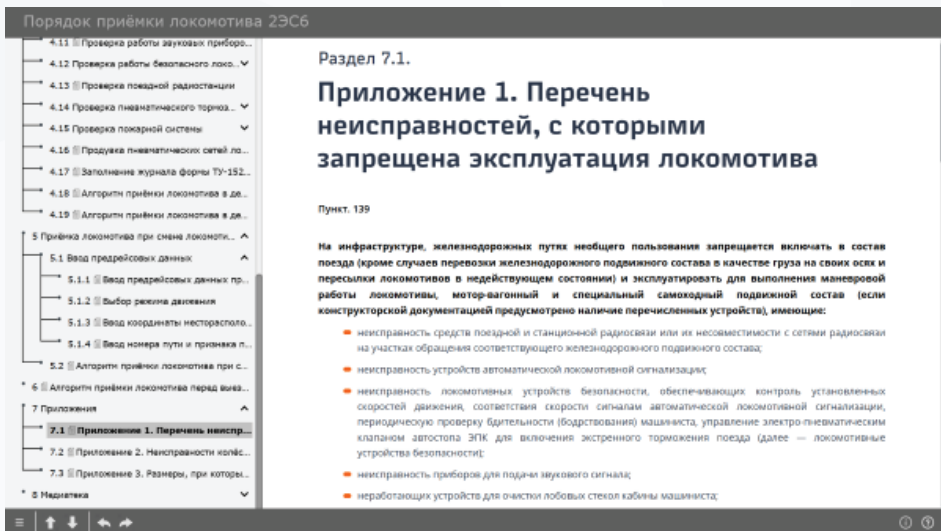 Порядок приёмки локомотива 2ЭС6
4.11 Проверка работы звуковых приборо...
4.12 Проверка работы безопасного локо...
4.13 Проверка поездной радиостанции
4.14 Проверка пневматического тормоз...
4.15 Проверка пожарной системы
4.16 Продувка пневматических сетей ло...
4.17 Заполнение журнала формы ТУ-152...
4.18 Алгоритм приёмки локомотива в де...
4.19 Алгоритм приёмки локомотива в де...
5 Приёмка локомотива при смене локомоти...
5.1 Ввод предрейсовых данных
5.1.1 Ввод предрейсовых данных пр...
5.1.2 Выбор режима движения
5.1.3 Ввод координаты месторасполо...
5.1.4 Ввод номера пути и признака п...
5.2 Алгоритм приёмки локомотива при с...
6 Алгоритм приёмки локомотива перед выез...
7 Приложения
7.1 Приложение 1. Перечень неиспр...
7.2 Приложение 2. Неисправности колёс...
7.3 Приложение 3. Размеры, при которы...
8 Медиатека
Раздел 7.1.
Приложение 1. Перечень
неисправностей, с которыми
запрещена эксплуатация локомотива
Пункт. 139
На инфраструктуре, железнодорожных путях необщего пользования запрещается включать в состав
поезда (кроме случаев перевозки железнодорожного подвижного состава в качестве груза на своих осях и
пересылки локомотивов в недействующем состоянии) и эксплуатировать для выполнения маневровой
работы локомотивы, мотор-вагонный и специальный самоходный подвижной состав (если
конструкторской документацией предусмотрено наличие перечисленных устройств), имеющие:
неисправность средств поездной и станционной радиосвязи или их несовместимости с сетями радиосвязи
на участках обращения соответствующего железнодорожного подвижного состава;
неисправность устройств автоматической локомотивной сигнализации;
неисправность локомотивных устройств безопасности, обеспечивающих контроль установленных
скоростей движения, соответствия скорости сигналам автоматической локомотивной сигнализации,
периодическую проверку бдительности (бодрствования) машиниста, управление электро-пневматическим
клапаном автостопа ЭПК для включения экстренного торможения поезда (далее — локомотивные
устройства безопасности);
неисправность приборов для подачи звукового сигнала;
неработающих устройств для очистки лобовых стекол кабины машиниста;